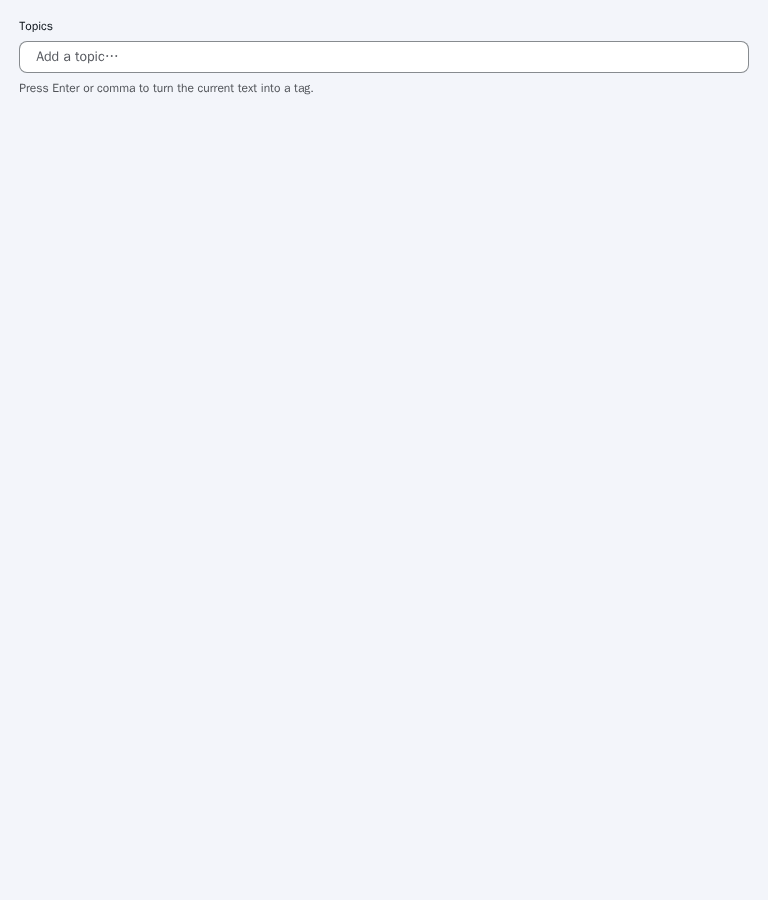 Topics
Add a topic…
Press Enter or comma to turn the current text into a tag.